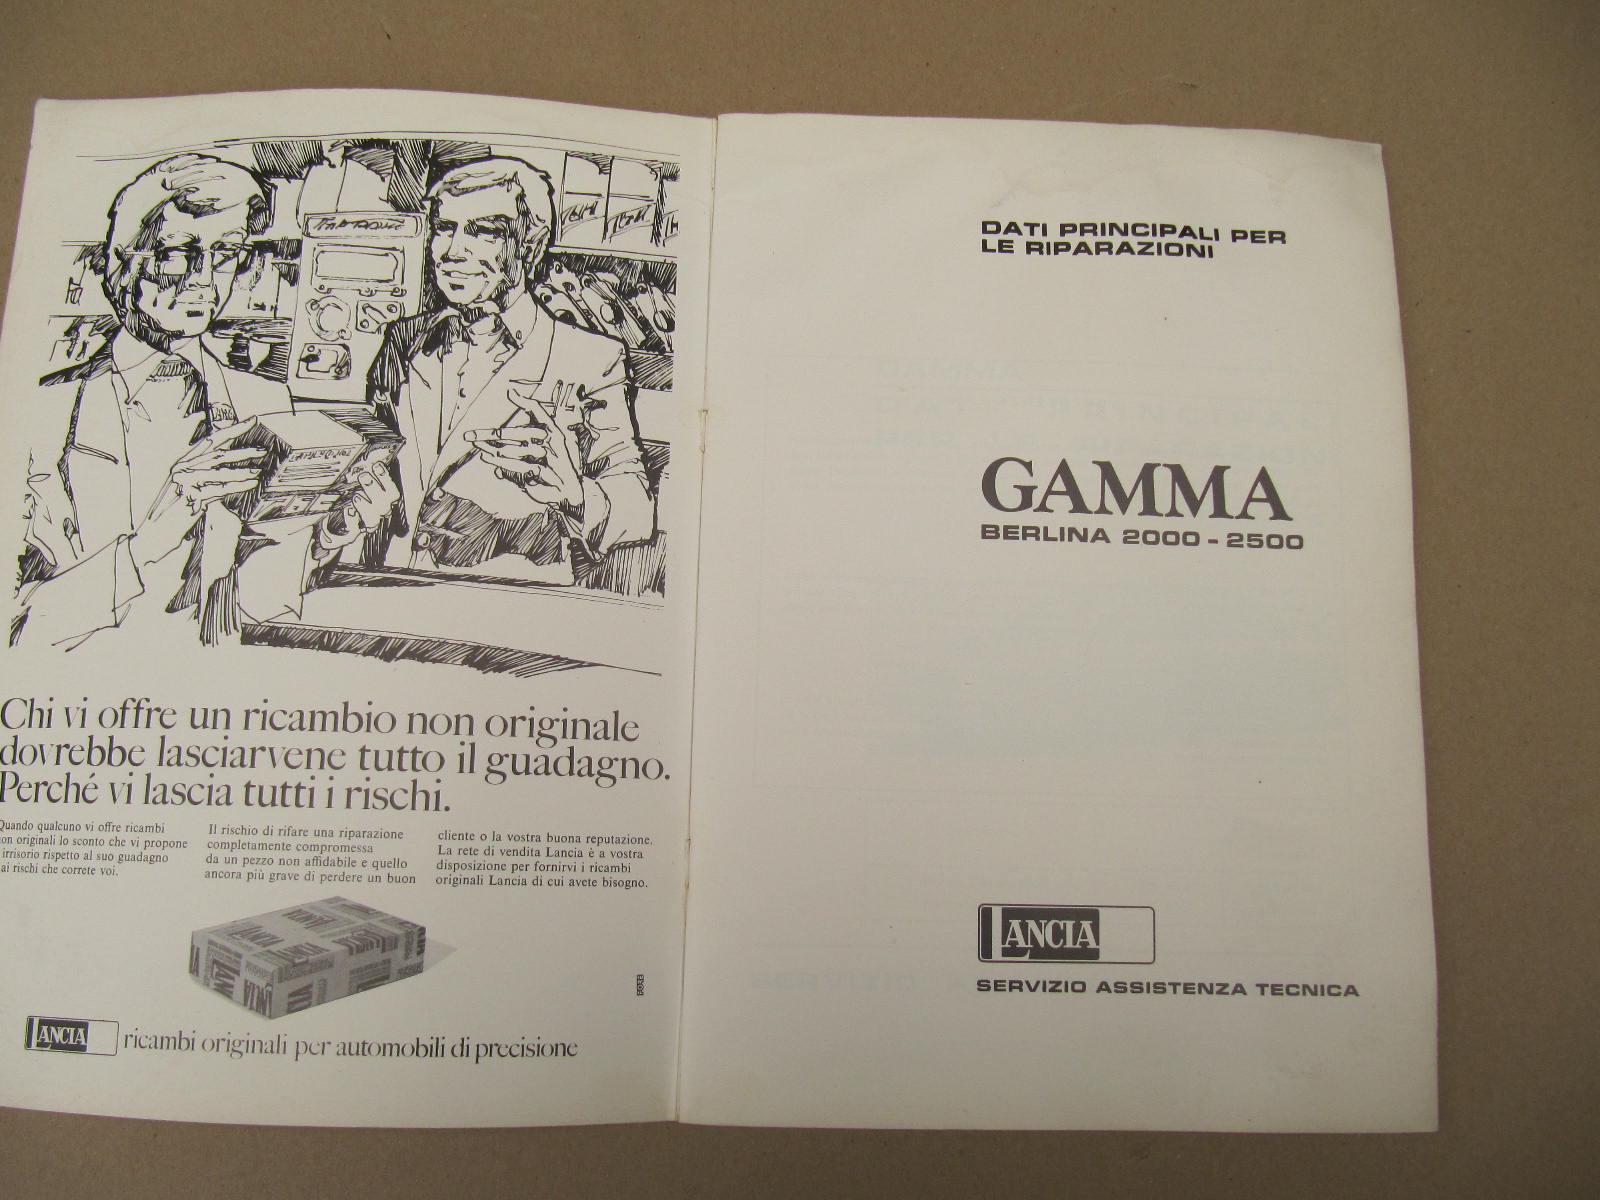 Chi vi offre un ricambio non originale
dovrebbe lasciarvene tutto il guadagno.
Perché vi lascia tutti i rischi.
Quando qualcuno vi offre ricambi
non originali lo sconto che vi propone
irrisorio rispetto al suo guadagno
ai rischi che correte voi.
Il rischio di rifare una riparazione
completamente compromessa
da un pezzo non affidabile e quello
ancora più grave di perdere un buon
cliente o la vostra buona reputazione.
La rete di vendita Lancia è a vostra
disposizione per fornirvi i ricambi
originali Lancia di cui avete bisogno.
LANCIA
LANCIA ricambi originali per automobili di precisione
DATI PRINCIPALI PER
LE RIPARAZIONI
GAMMA
BERLINA 2000 - 2500
LANCIA
SERVIZIO ASSISTENZA TECNICA